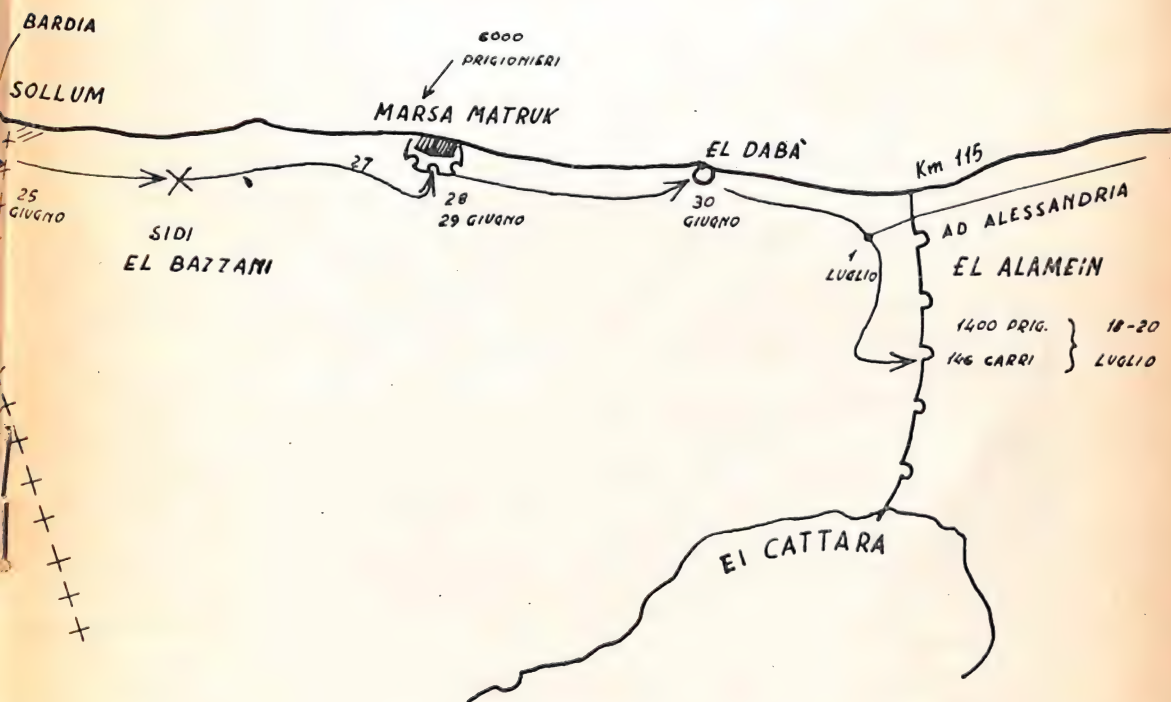 BARDIA
SOLLUM
6000
PRIGIONIERI
MARSA MATRUK
EL DABÀ
Km 115
25
GIUGNO
27
28
29 GIUGNO
30
GIUGNO
1
LUGLIO
AD ALESSANDRIA
SIDI
EL BAZZANI
EL ALAMEIN
1400 PRIG.
146 CARRI
18-20
LUGLIO
El CATTARA